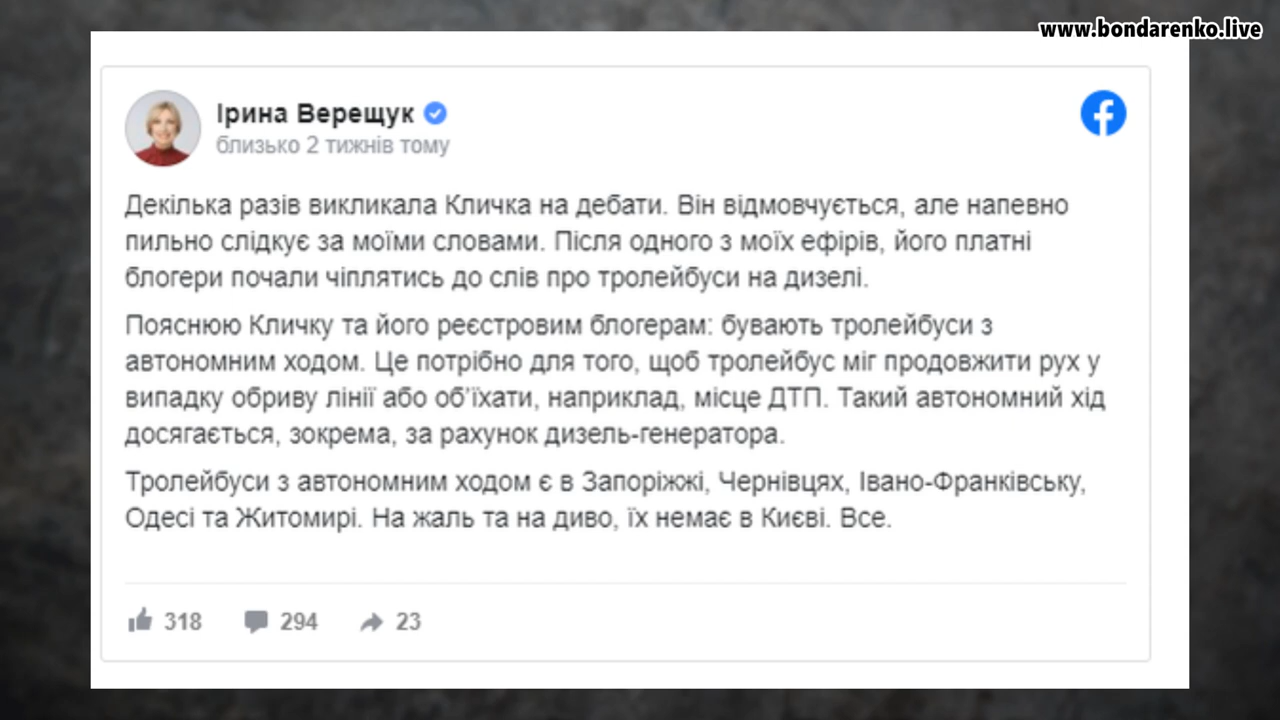 www.bondarenko.live
Ірина Верещук
близько 2 тижнів тому
Декілька разів викликала Кличка на дебати. Він відмовчується, але напевно
пильно слідкує за моїми словами. Після одного з моїх ефірів, його платні
блогери почали чіплятись до слів про тролейбуси на дизелі.
Пояснюю Кличку та його реєстровим блогерам: бувають тролейбуси з
автономним ходом. Це потрібно для того, щоб тролейбус міг продовжити рух у
випадку обриву лінії або об'їхати, наприклад, місце ДТП. Такий автономний хід
досягається, зокрема, за рахунок дизель-генератора.
Тролейбуси з автономним ходом є в Запоріжжі, Чернівцях, Івано-Франківську,
Одесі та Житомирі. На жаль та на диво, їх немає в Києві. Все.
318 294 23